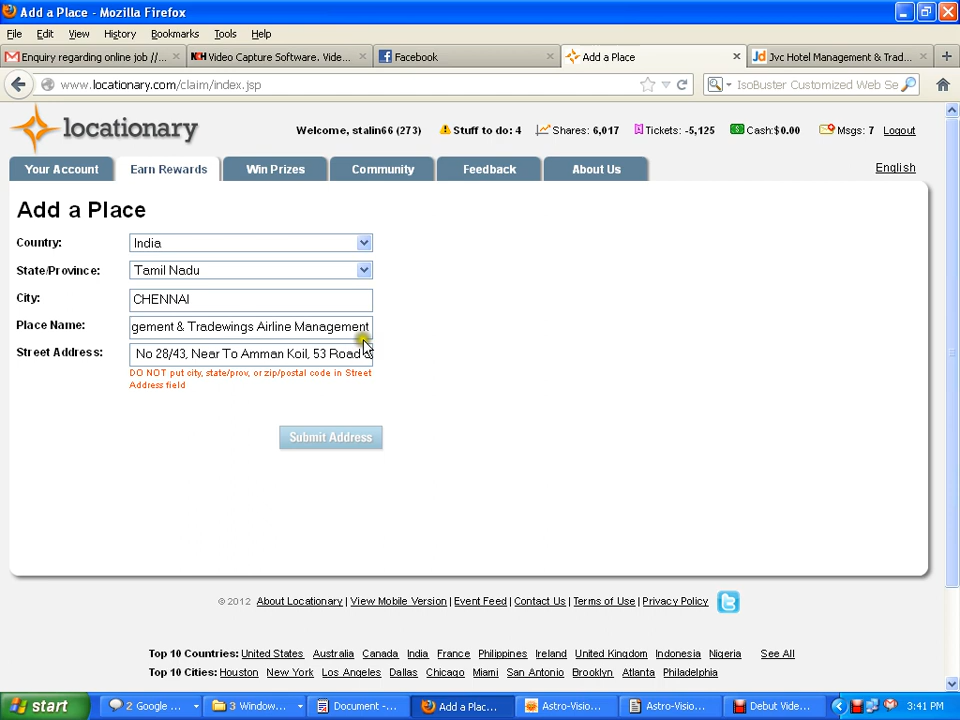 Add a Place - Mozilla Firefox
File Edit View History Bookmarks Tools Help
Enquiry regarding online job //... × NCH Video Capture Software. Vide... × Facebook × Add a Place × Jvc Hotel Management & Trad... × +
www.locationary.com/claim/index.jsp IsoBuster Customized Web Se
locationary Welcome, stalin66 (273) Stuff to do: 4 Shares: 6,017 Tickets: -5,125 Cash:$0.00 Msgs: 7 Logout
Your Account Earn Rewards Win Prizes Community Feedback About Us English
Add a Place
Country: India
State/Province: Tamil Nadu
City: CHENNAI
Place Name: gement & Tradewings Airline Management
Street Address: No 28/43, Near To Amman Koil, 53 Road
DO NOT put city, state/prov, or zip/postal code in Street
Address field
Submit Address
© 2012 About Locationary | View Mobile Version | Event Feed | Contact Us | Terms of Use | Privacy Policy
Top 10 Countries: United States Australia Canada India France Philippines Ireland United Kingdom Indonesia Nigeria See All
Top 10 Cities: Houston New York Los Angeles Dallas Chicago Miami San Antonio Brooklyn Atlanta Philadelphia
start 2 Google ... 3 Window... Document -... Add a Plac... Astro-Visio... Astro-Visio... Debut Vide... 3:41 PM